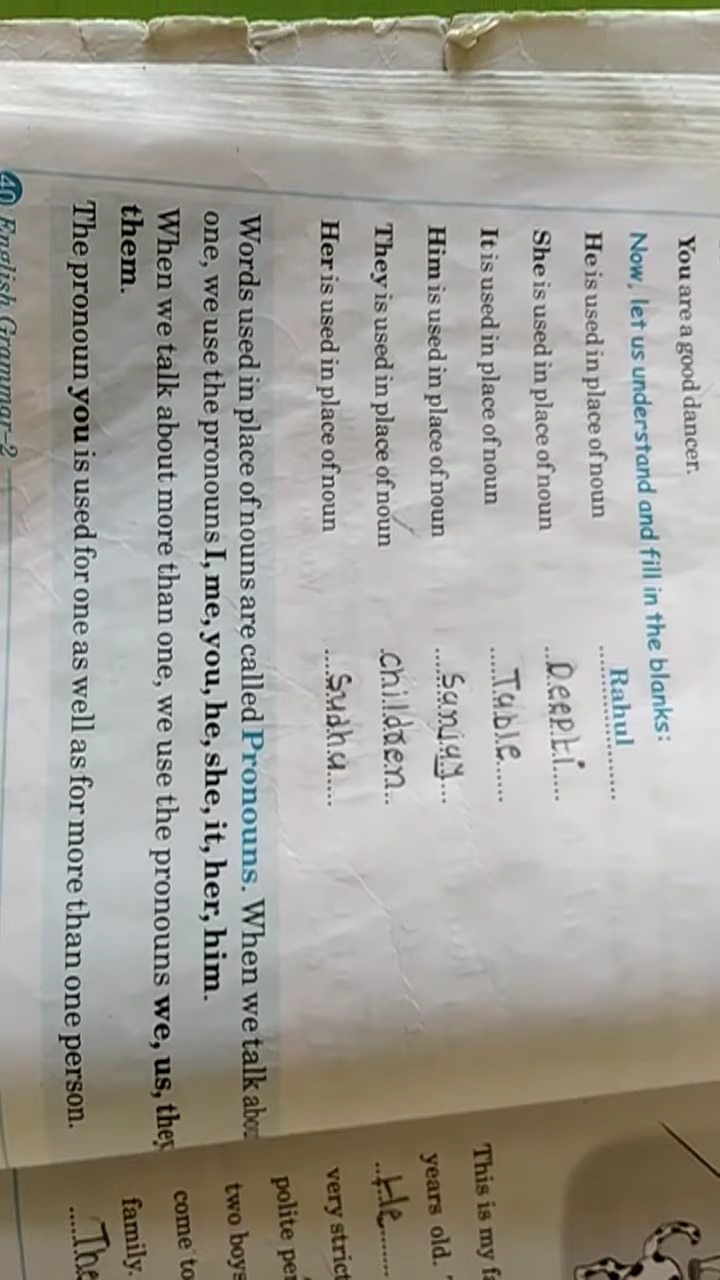 You are a good dancer.
Now, let us understand and fill in the blanks:
He is used in place of noun Rahul
She is used in place of noun Deepti
It is used in place of noun Table
Him is used in place of noun Sanjay
They is used in place of noun children
Her is used in place of noun Sudha
Words used in place of nouns are called Pronouns. When we talk
one, we use the pronouns I, me, you, he, she, it, her, him.
When we talk about more than one, we use the pronouns we, us, they
them.
The pronoun you is used for one as well as for more than one person.
40 English Grammar-2
This is my
years old.
He
very strict
polite
two boys
come to
family.